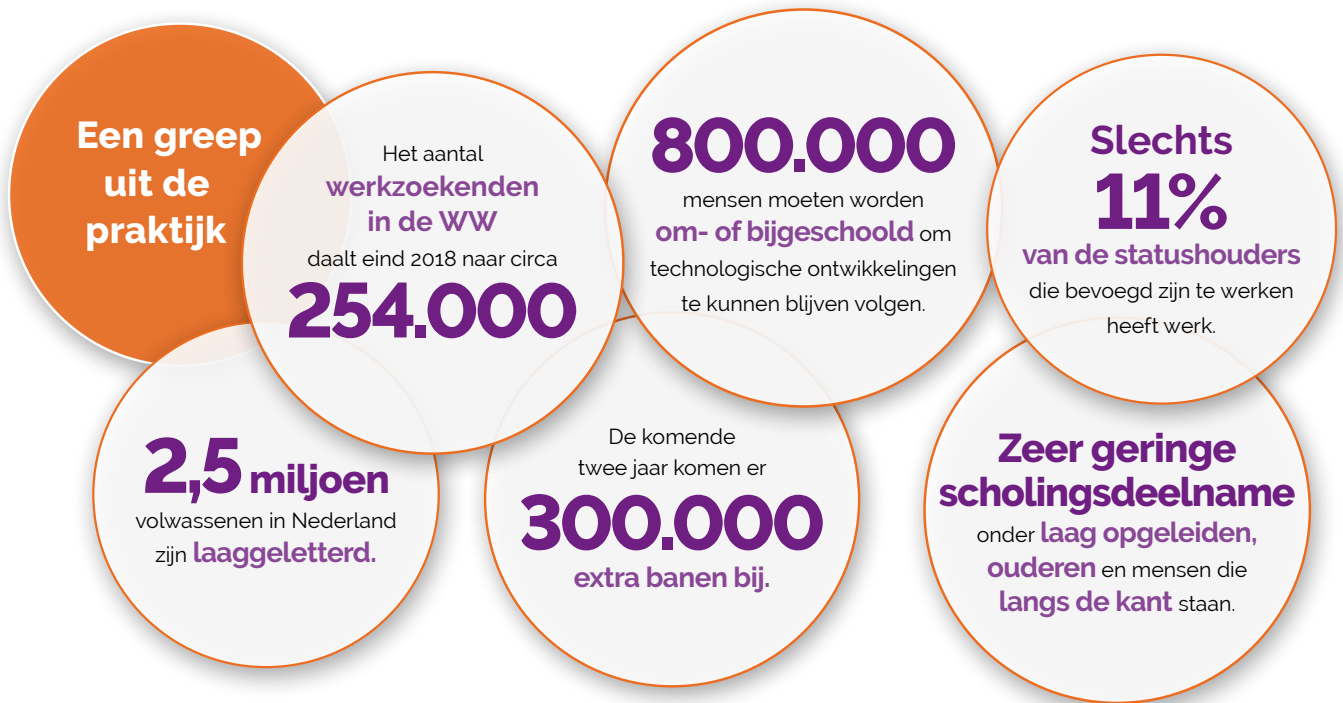 Een greep
uit de
praktijk
Het aantal
werkzoekenden
in de WW
daalt eind 2018 naar circa
254.000
800.000
mensen moeten worden
om- of bijgeschoold om
technologische ontwikkelingen
te kunnen blijven volgen.
Slechts
11%
van de statushouders
die bevoegd zijn te werken
heeft werk.
2,5 miljoen
volwassenen in Nederland
zijn laaggeletterd.
De komende
twee jaar komen er
300.000
extra banen bij.
Zeer geringe
scholingsdeelname
onder laag opgeleiden,
ouderen en mensen die
langs de kant staan.